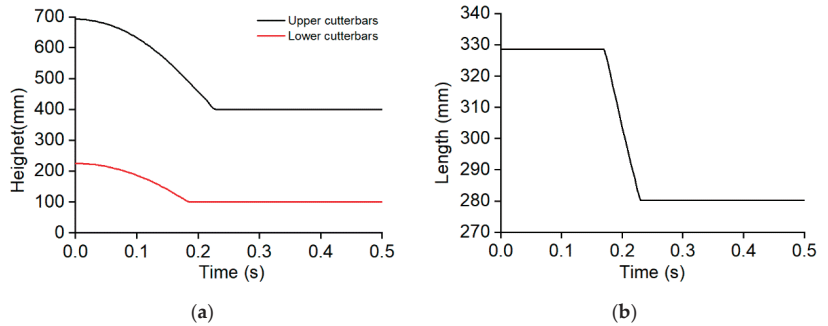 Upper cutterbars
Lower cutterbars
Heighet(mm)
700
600
500
400
300
200
100
0
0.0 0.1 0.2 0.3 0.4 0.5
Time (s)
(a)
Length (mm)
340
330
320
310
300
290
280
270
0.0 0.1 0.2 0.3 0.4 0.5
Time (s)
(b)